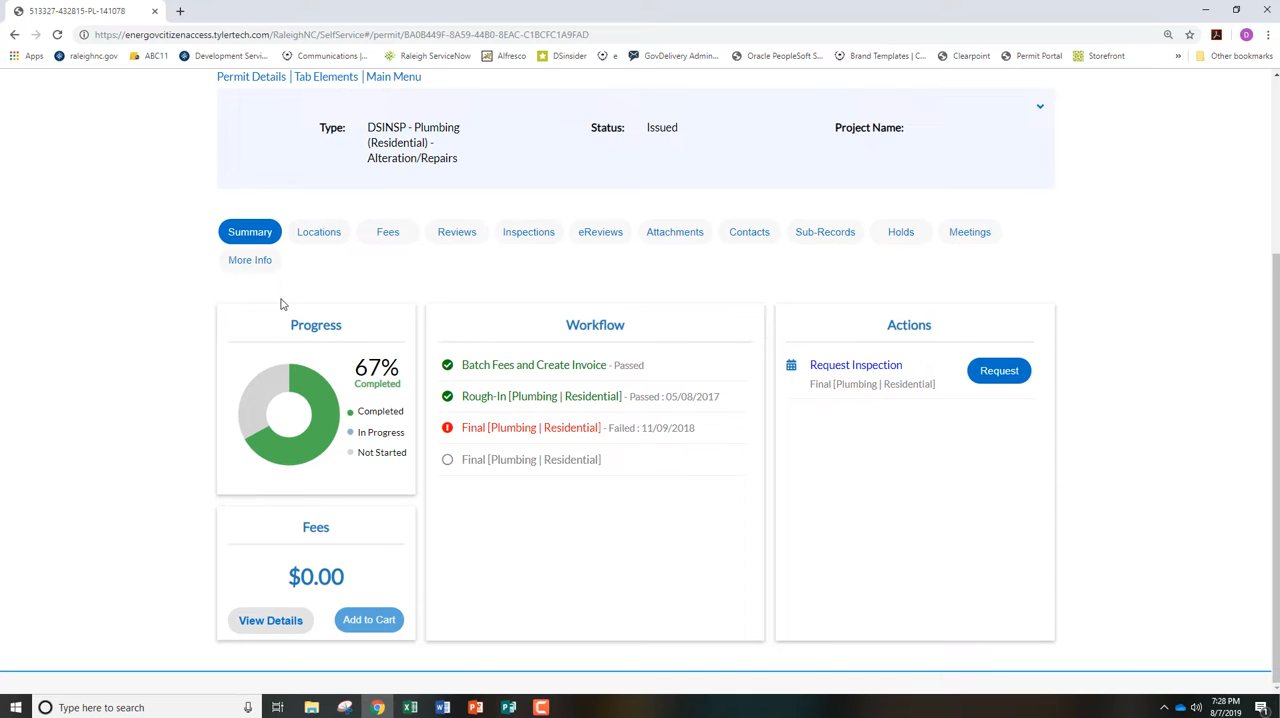 513327-432815-PL-141078
https://energovcitizenaccess.tylertech.com/RaleighNC/SelfService#/permit/BA0B449F-8A59-44B0-8EAC-C1BCFC1A9FAD
Apps raleighnc.gov ABC11 Development Servi... Communications |... Raleigh ServiceNow Alfresco DSinsider e GovDelivery Admin... Oracle PeopleSoft S... Brand Templates | C... Clearpoint Permit Portal Storefront » Other bookmarks
Permit Details | Tab Elements | Main Menu
Type: DSINSP - Plumbing Status: Issued Project Name:
(Residential) -
Alteration/Repairs
Summary Locations Fees Reviews Inspections eReviews Attachments Contacts Sub-Records Holds Meetings
More Info
Progress
67%
Completed
Completed
In Progress
Not Started
Fees
$0.00
View Details Add to Cart
Workflow
Batch Fees and Create Invoice - Passed
Rough-In [Plumbing | Residential] - Passed : 05/08/2017
Final [Plumbing | Residential] - Failed : 11/09/2018
Final [Plumbing | Residential]
Actions
Request Inspection Request
Final [Plumbing | Residential]
Type here to search
7:28 PM
8/7/2019